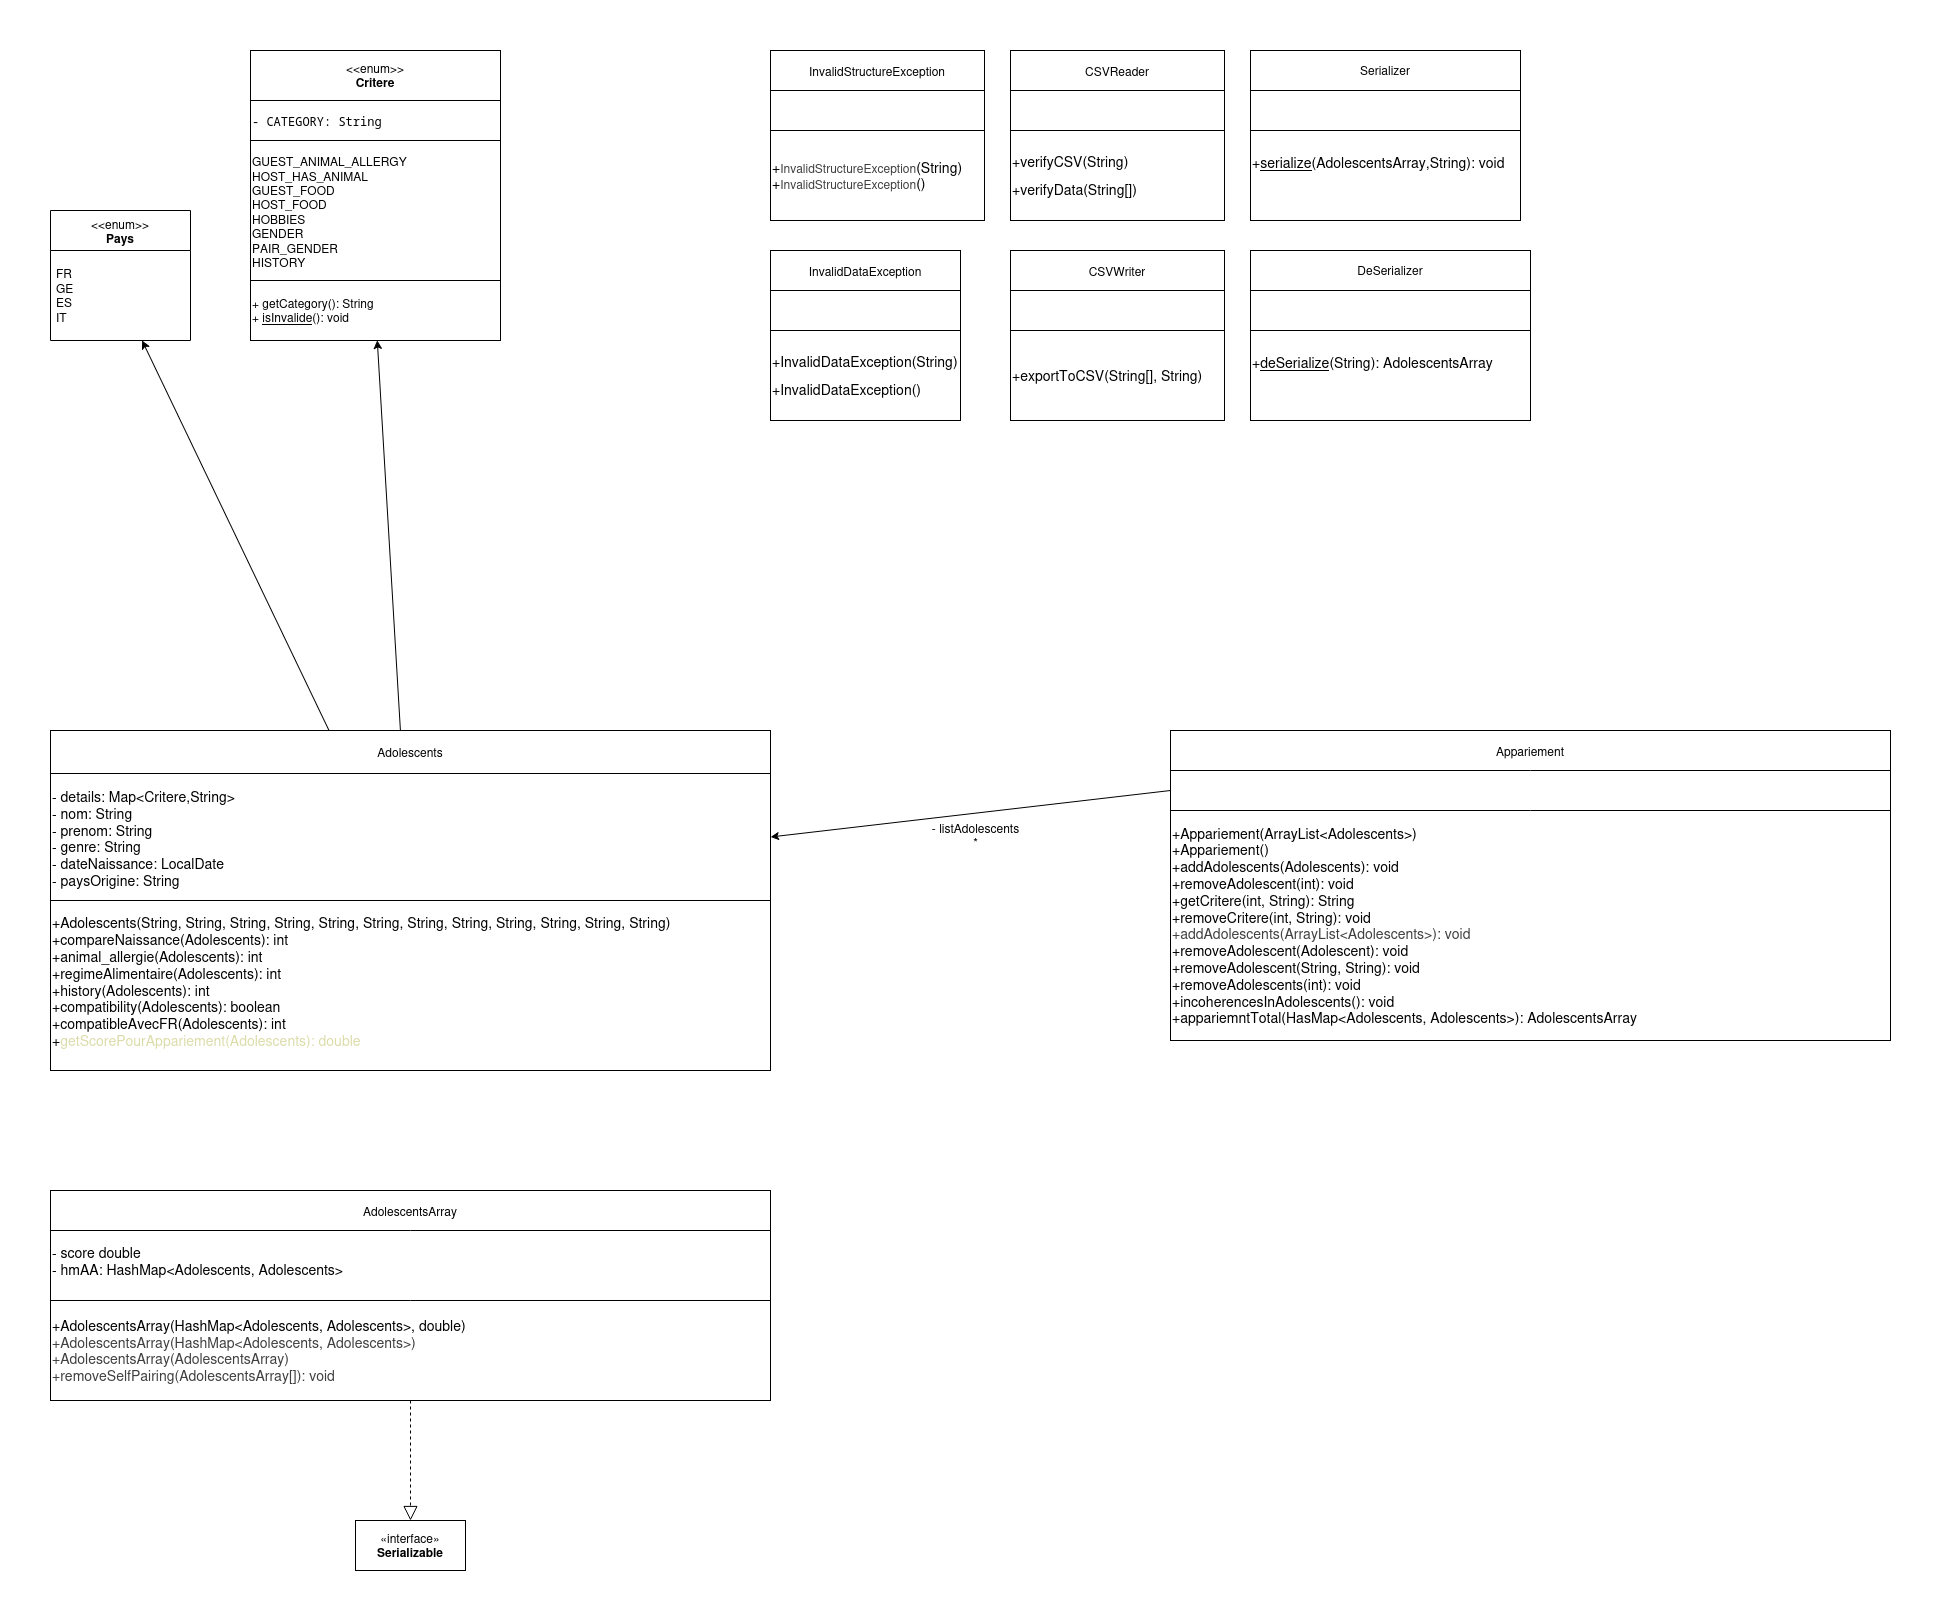 <<enum>>
Critere
- CATEGORY: String
GUEST_ANIMAL_ALLERGY
HOST_HAS_ANIMAL
GUEST_FOOD
HOST_FOOD
HOBBIES
GENDER
PAIR_GENDER
HISTORY
+ getCategory(): String
+ isInvalide(): void
<<enum>>
Pays
FR
GE
ES
IT
InvalidStructureException
+InvalidStructureException(String)
+InvalidStructureException()
CSVReader
+verifyCSV(String)
+verifyData(String[])
Serializer
+serialize(AdolescentsArray,String): void
InvalidDataException
+InvalidDataException(String)
+InvalidDataException()
CSVWriter
+exportToCSV(String[], String)
DeSerializer
+deSerialize(String): AdolescentsArray
Adolescents
- details: Map<Critere,String>
- nom: String
- prenom: String
- genre: String
- dateNaissance: LocalDate
- paysOrigine: String
+Adolescents(String, String, String, String, String, String, String, String, String, String, String, String)
+compareNaissance(Adolescents): int
+animal_allergie(Adolescents): int
+regimeAlimentaire(Adolescents): int
+history(Adolescents): int
+compatibility(Adolescents): boolean
+compatibleAvecFR(Adolescents): int
+getScorePourAppariement(Adolescents): double
- listAdolescents
*
Appariement
+Appariement(ArrayList<Adolescents>)
+Appariement()
+addAdolescents(Adolescents): void
+removeAdolescent(int): void
+getCritere(int, String): String
+removeCritere(int, String): void
+addAdolescents(ArrayList<Adolescents>): void
+removeAdolescent(Adolescent): void
+removeAdolescent(String, String): void
+removeAdolescents(int): void
+incoherencesInAdolescents(): void
+appariemntTotal(HasMap<Adolescents, Adolescents>): AdolescentsArray
AdolescentsArray
- score double
- hmAA: HashMap<Adolescents, Adolescents>
+AdolescentsArray(HashMap<Adolescents, Adolescents>, double)
+AdolescentsArray(HashMap<Adolescents, Adolescents>)
+AdolescentsArray(AdolescentsArray)
+removeSelfPairing(AdolescentsArray[]): void
«interface»
Serializable